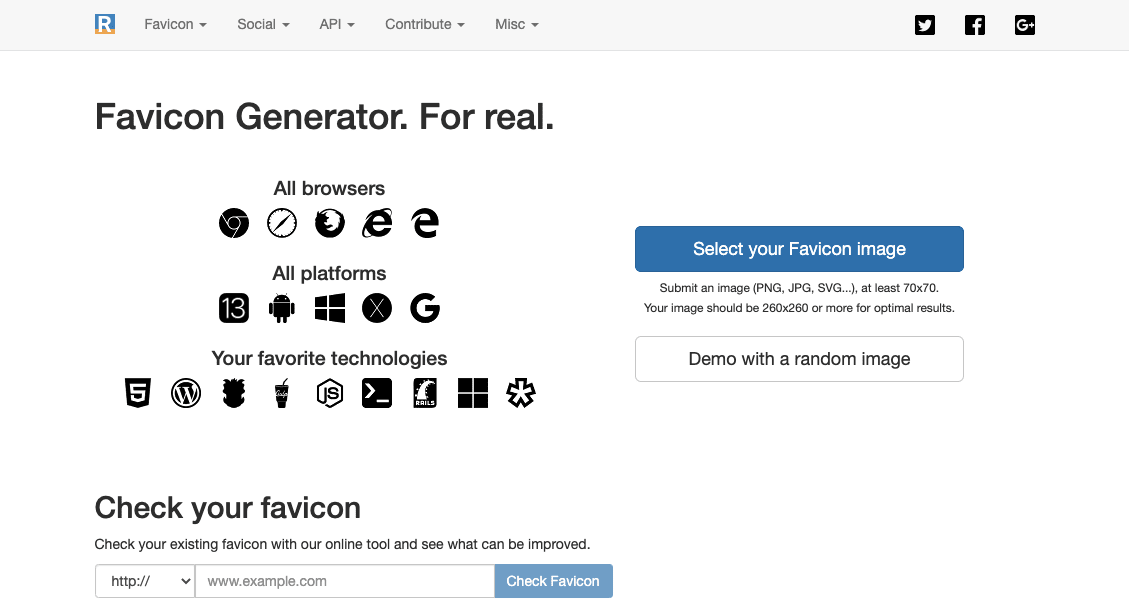 R
Favicon
Social
API
Contribute
Misc
G+
Favicon Generator. For real.
All browsers
All platforms
13
X
G
Your favorite technologies
5
W
Gulp
JS
RAILS
Select your Favicon image
Submit an image (PNG, JPG, SVG...), at least 70x70.
Your image should be 260x260 or more for optimal results.
Demo with a random image
Check your favicon
Check your existing favicon with our online tool and see what can be improved.
http://
www.example.com
Check Favicon